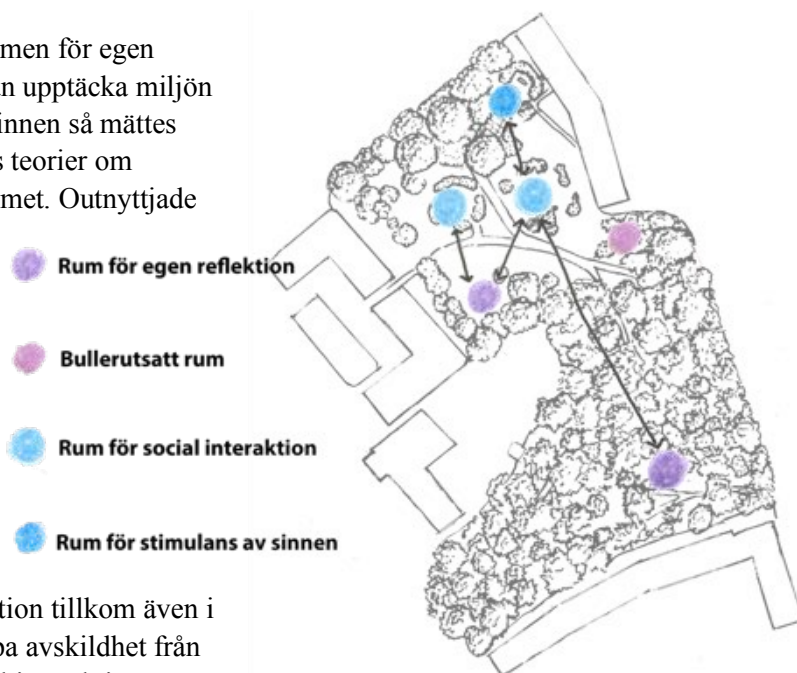 men för egen
upptäcka miljön
innen så mättes
teorier om
met. Outnyttjade
Rum för egen reflektion
Bullerutsatt rum
Rum för social interaktion
Rum för stimulans av sinnen
tion tillkom även i
avskildhet från